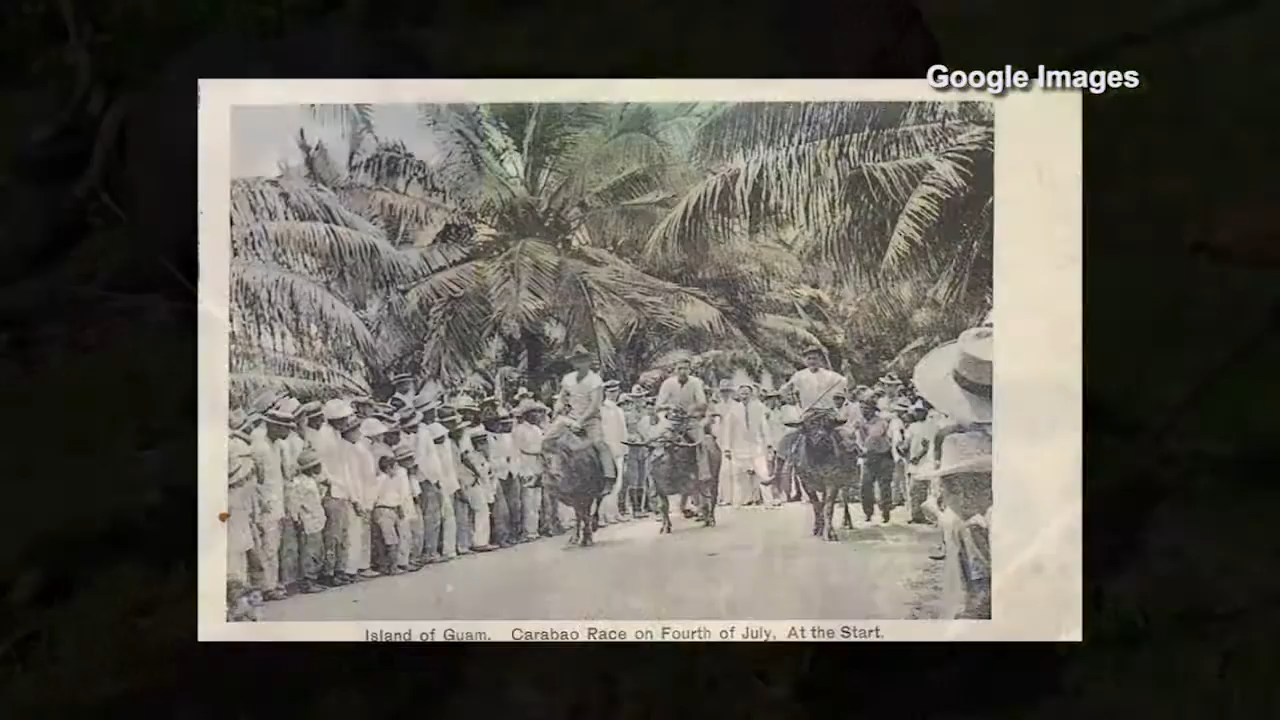 Google Images
Island of Guam. Carabao Race on Fourth of July, At the Start.